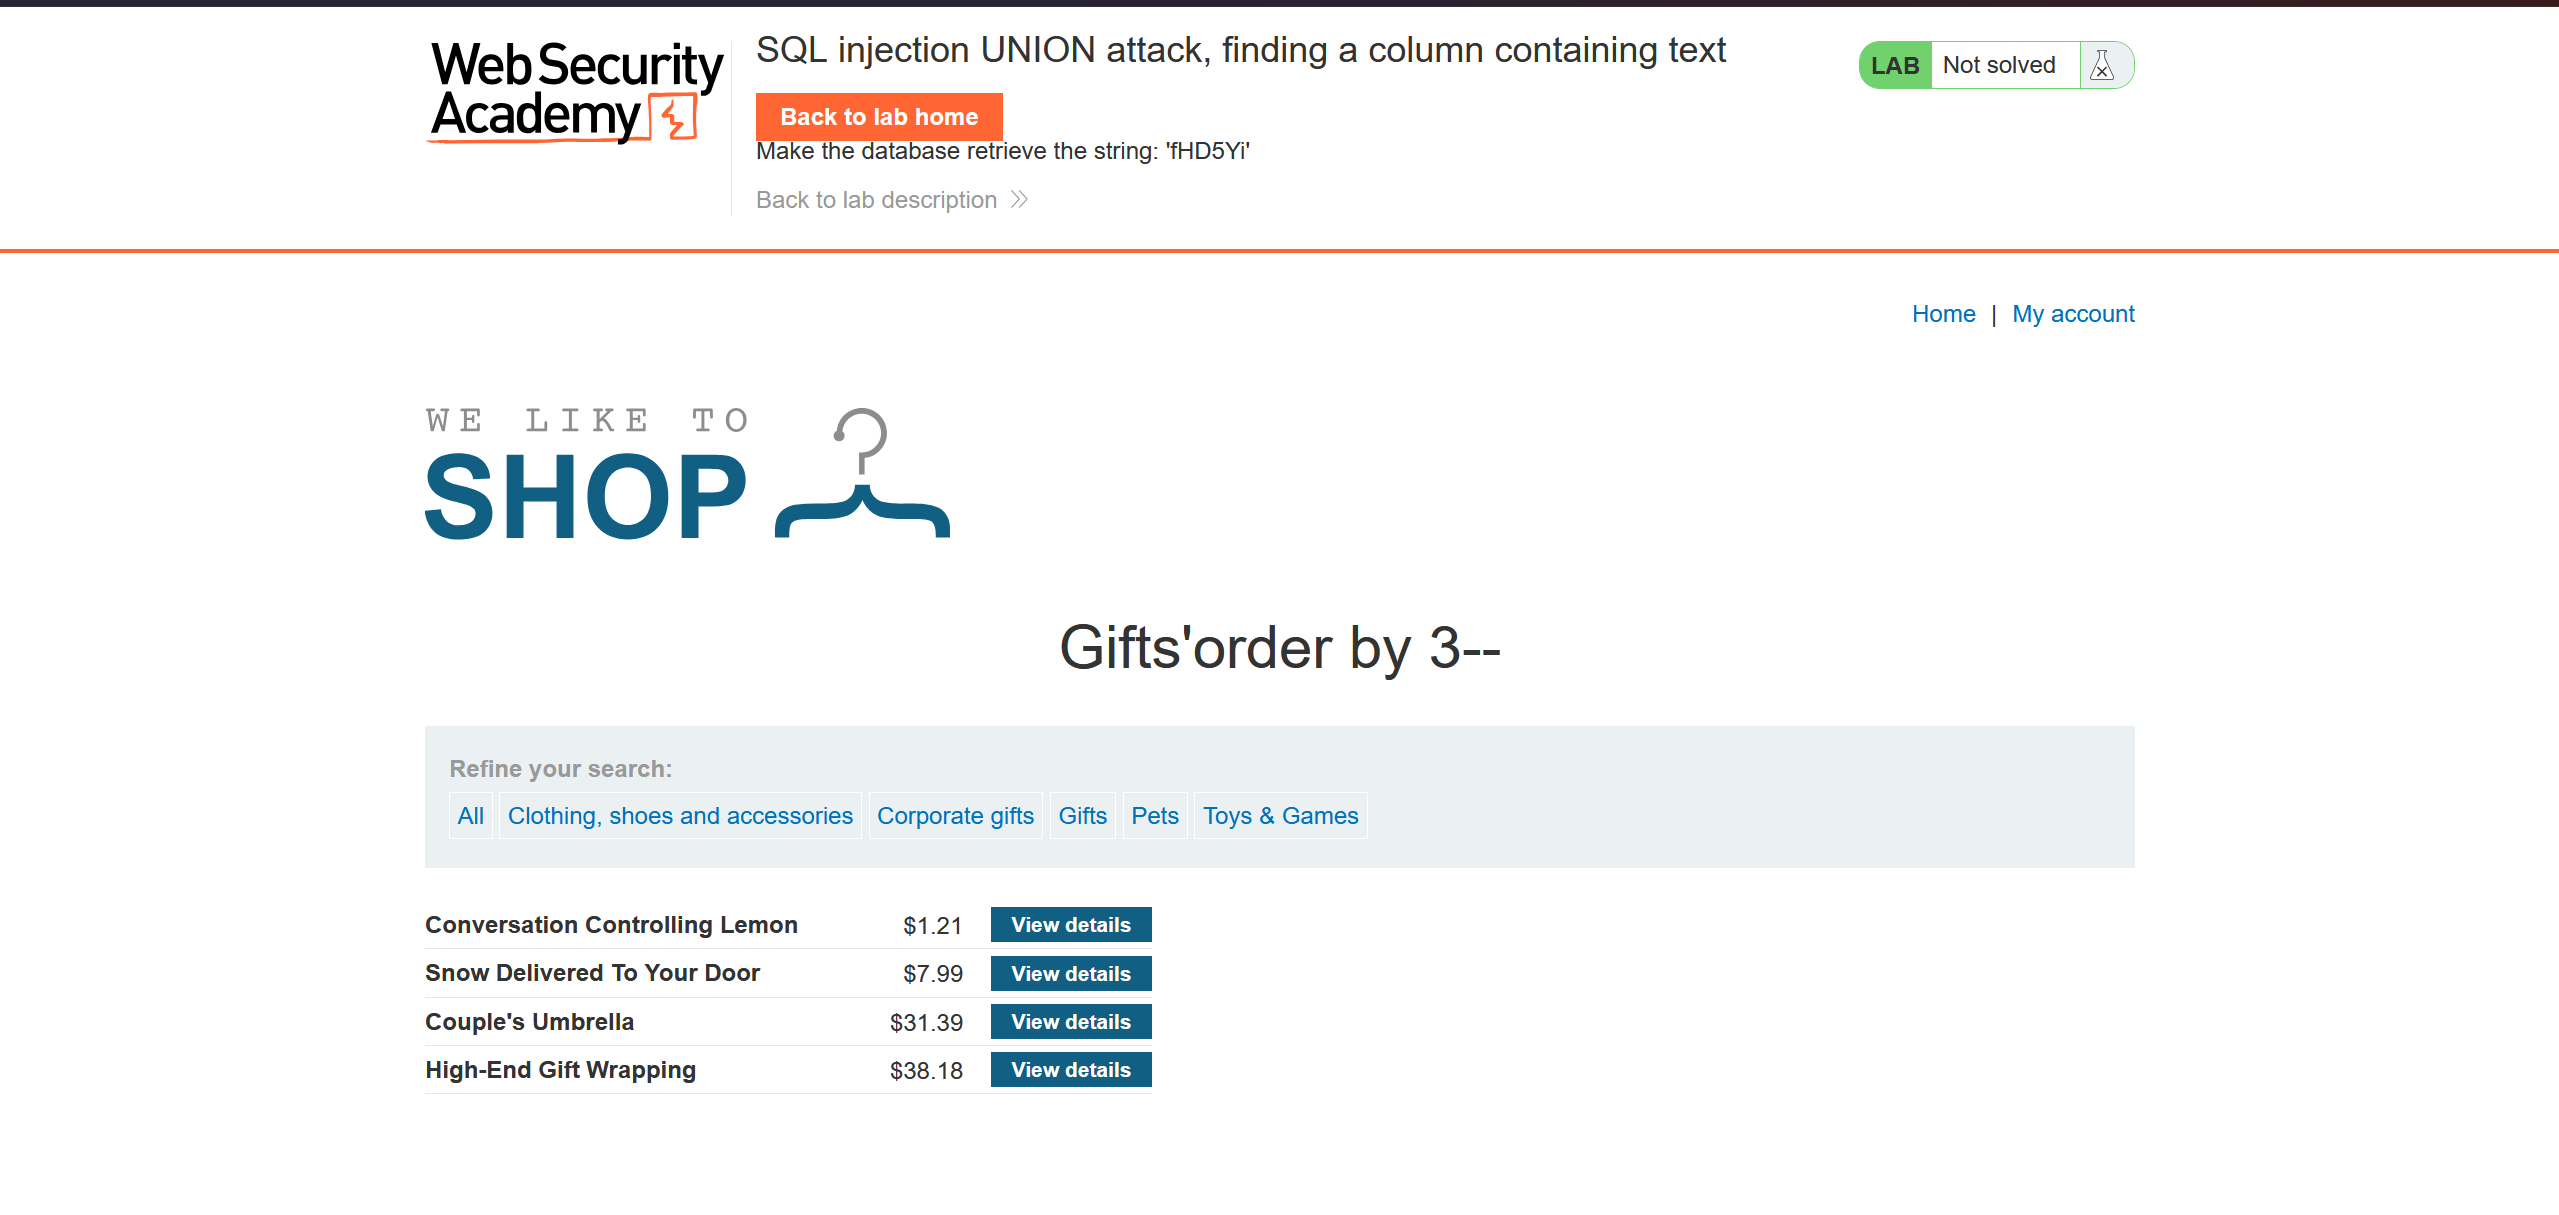 Web Security
Academy
SQL injection UNION attack, finding a column containing text
LAB Not solved
Back to lab home
Make the database retrieve the string: 'fHD5Yi'
Back to lab description
Home | My account
WE LIKE TO
SHOP
Gifts'order by 3--
Refine your search:
All Clothing, shoes and accessories Corporate gifts Gifts Pets Toys & Games
Conversation Controlling Lemon $1.21 View details
Snow Delivered To Your Door $7.99 View details
Couple's Umbrella $31.39 View details
High-End Gift Wrapping $38.18 View details